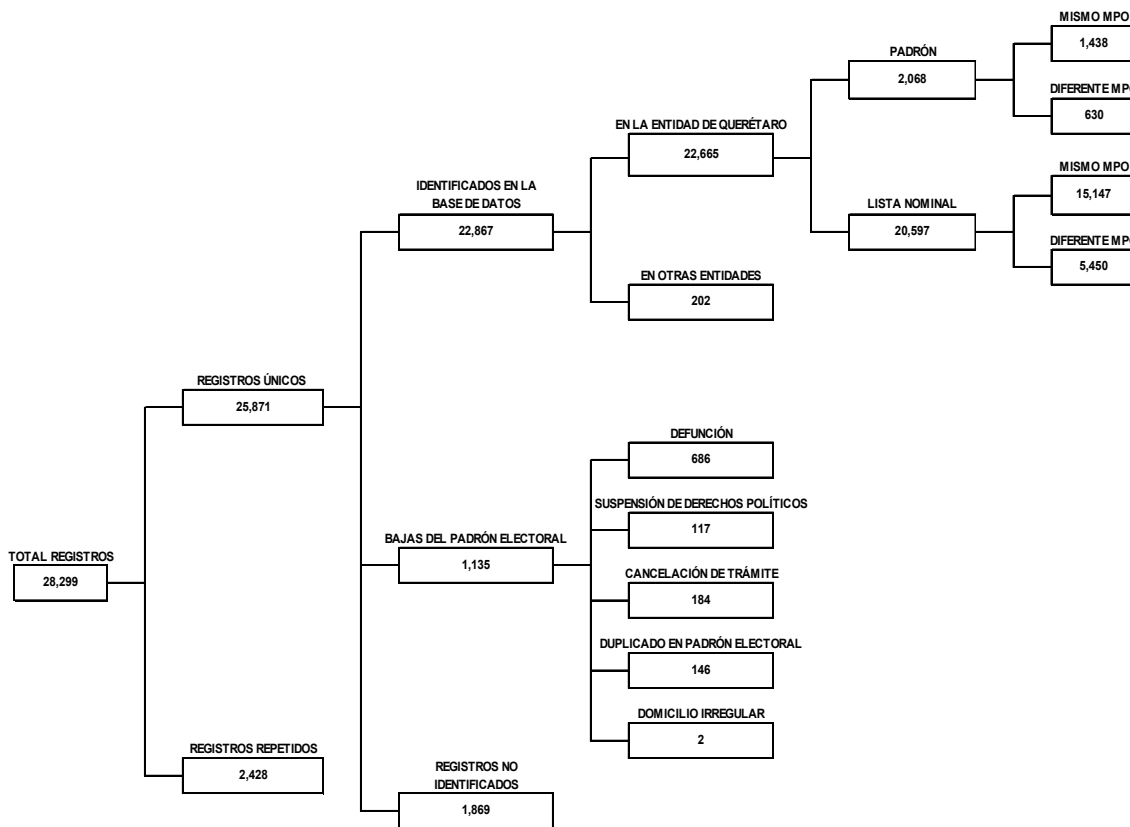 MISMO MPO
1,438
PADRÓN
2,068
DIFERENTE MP
630
EN LA ENTIDAD DE QUERÉTARO
22,665
MISMO MPO
15,147
IDENTIFICADOS EN LA
BASE DE DATOS
22,867
LISTA NOMINAL
20,597
DIFERENTE MP
5,450
EN OTRAS ENTIDADES
202
REGISTROS ÚNICOS
25,871
DEFUNCIÓN
686
SUSPENSIÓN DE DERECHOS POLÍTICOS
117
BAJAS DEL PADRÓN ELECTORAL
1,135
TOTAL REGISTROS
28,299
CANCELACIÓN DE TRÁMITE
184
DUPLICADO EN PADRÓN ELECTORAL
146
DOMICILIO IRREGULAR
2
REGISTROS REPETIDOS
2,428
REGISTROS NO
IDENTIFICADOS
1,869